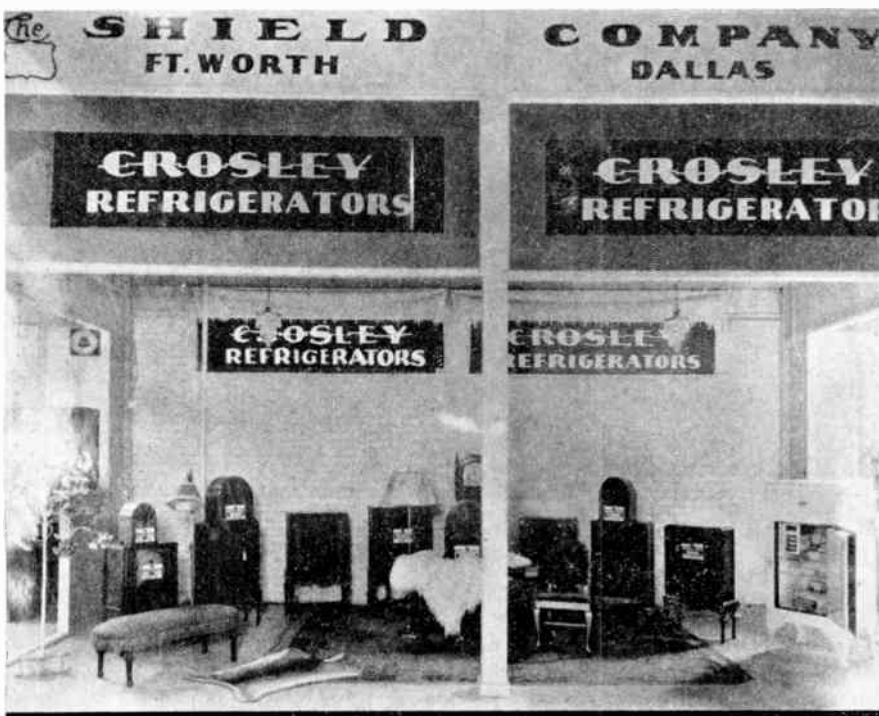 The SHIELD COMPANY
FT. WORTH DALLAS
CROSLEY CROSLEY
REFRIGERATORS REFRIGERATOR
CROSLEY CROSLEY
REFRIGERATORS REFRIGERATORS